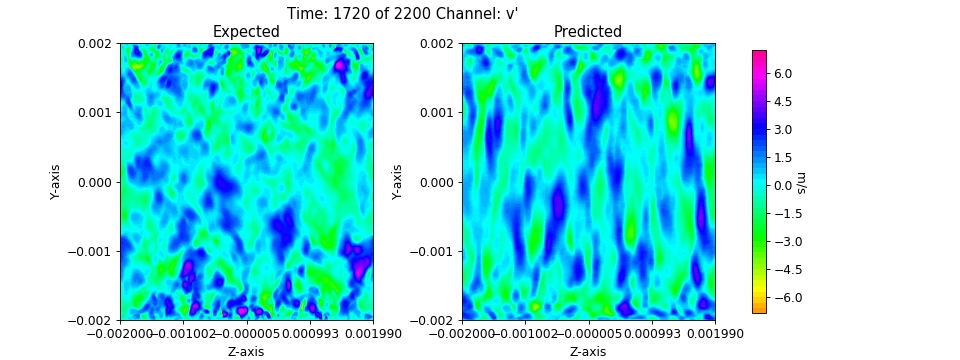 Time: 1720 of 2200 Channel: v'
Expected
Predicted
0.002
0.001
0.000
−0.001
−0.002
Y-axis
−0.002000 −0.001002 −0.000005 0.000993 0.001990
Z-axis
0.002
0.001
0.000
−0.001
−0.002
Y-axis
−0.002000 −0.001002 −0.000005 0.000993 0.001990
Z-axis
6.0
4.5
3.0
1.5
0.0
−1.5
−3.0
−4.5
−6.0
m/s